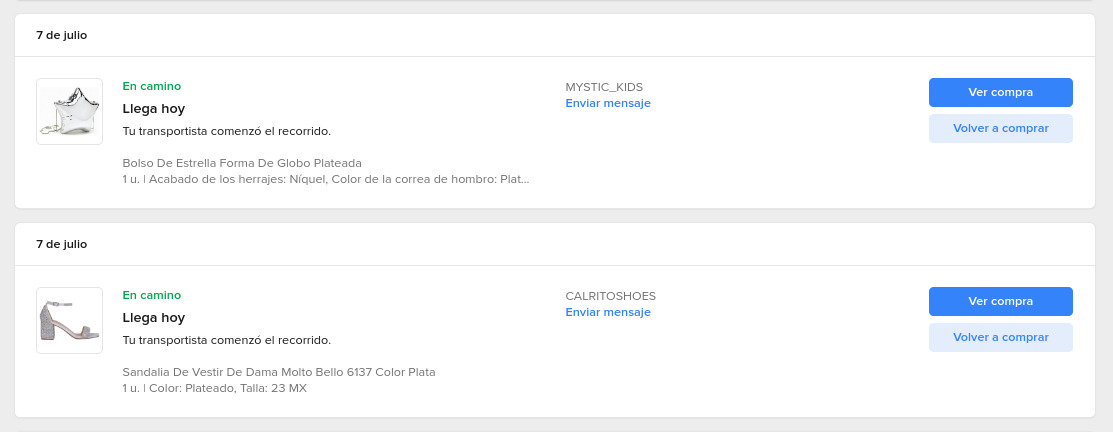 7 de julio
En camino
Llega hoy
Tu transportista comenzó el recorrido.
Bolso De Estrella Forma De Globo Plateada
1 u. | Acabado de los herrajes: Níquel, Color de la correa de hombro: Plat...
MYSTIC_KIDS
Enviar mensaje
Ver compra
Volver a comprar
7 de julio
En camino
Llega hoy
Tu transportista comenzó el recorrido.
Sandalia De Vestir De Dama Molto Bello 6137 Color Plata
1 u. | Color: Plateado, Talla: 23 MX
CALRITOSHOES
Enviar mensaje
Ver compra
Volver a comprar